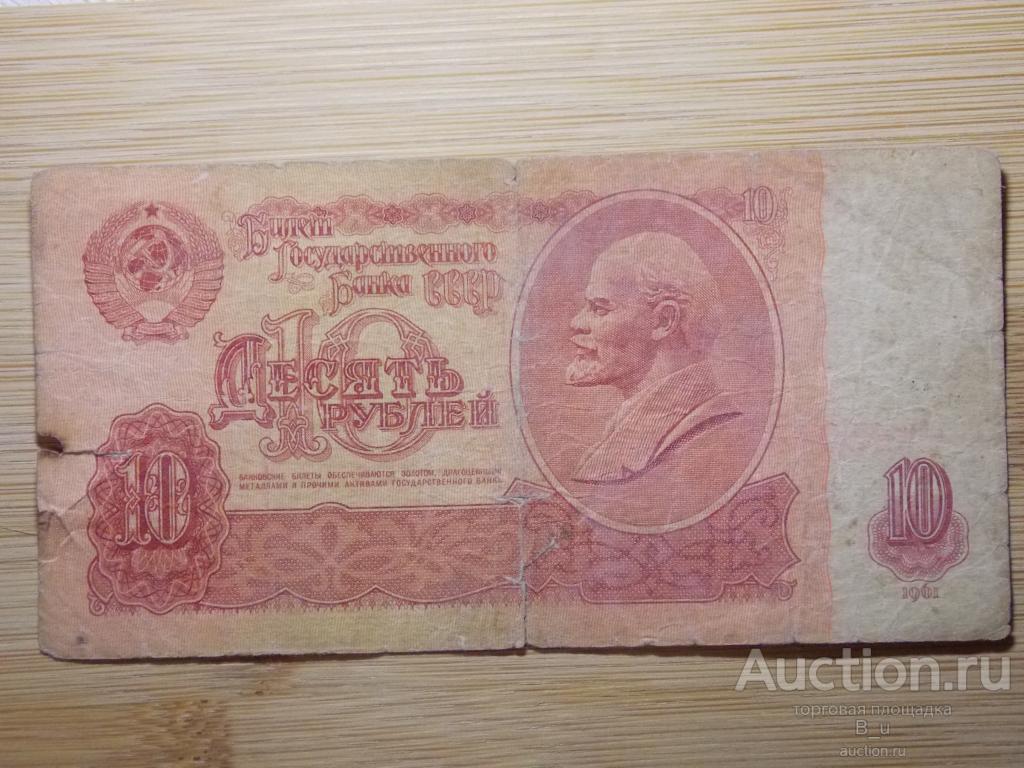 10
Билет
Государственного
Банка СССР
10
Десять
рублей
БАНКОВСКИЕ БИЛЕТЫ ОБЕСПЕЧИВАЮТСЯ ЗОЛОТОМ, ДРАГОЦЕННЫМИ
МЕТАЛЛАМИ И ПРОЧИМИ АКТИВАМИ ГОСУДАРСТВЕННОГО БАНКА
10
10
1961
Auction.ru
торговая площадка
B_u
auction.ru